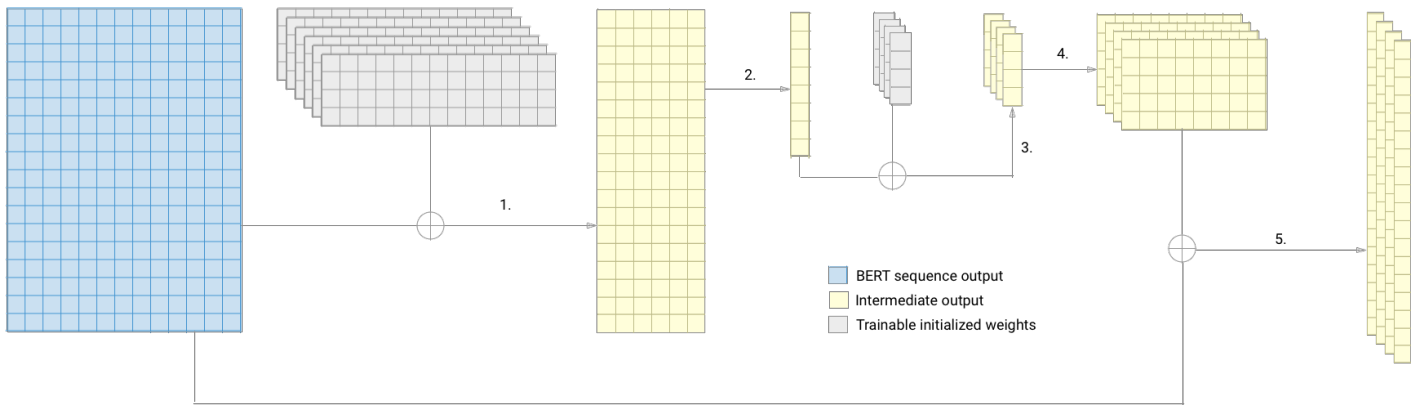 1.
2.
3.
4.
5.
BERT sequence output
Intermediate output
Trainable initialized weights